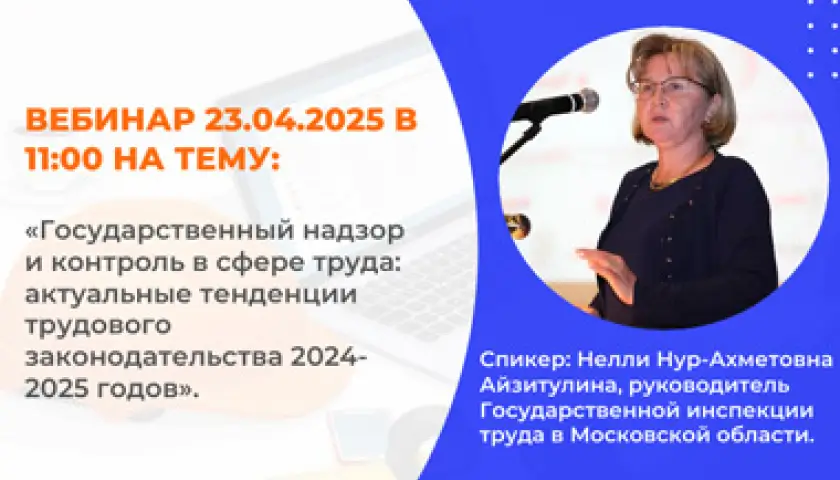 ВЕБИНАР 23.04.2025 В
11:00 НА ТЕМУ:
«Государственный надзор
и контроль в сфере труда:
актуальные тенденции
трудового
законодательства 2024-
2025 годов».
Спикер: Нелли Нур-Ахметовна
Айзитулина, руководитель
Государственной инспекции
труда в Московской области.